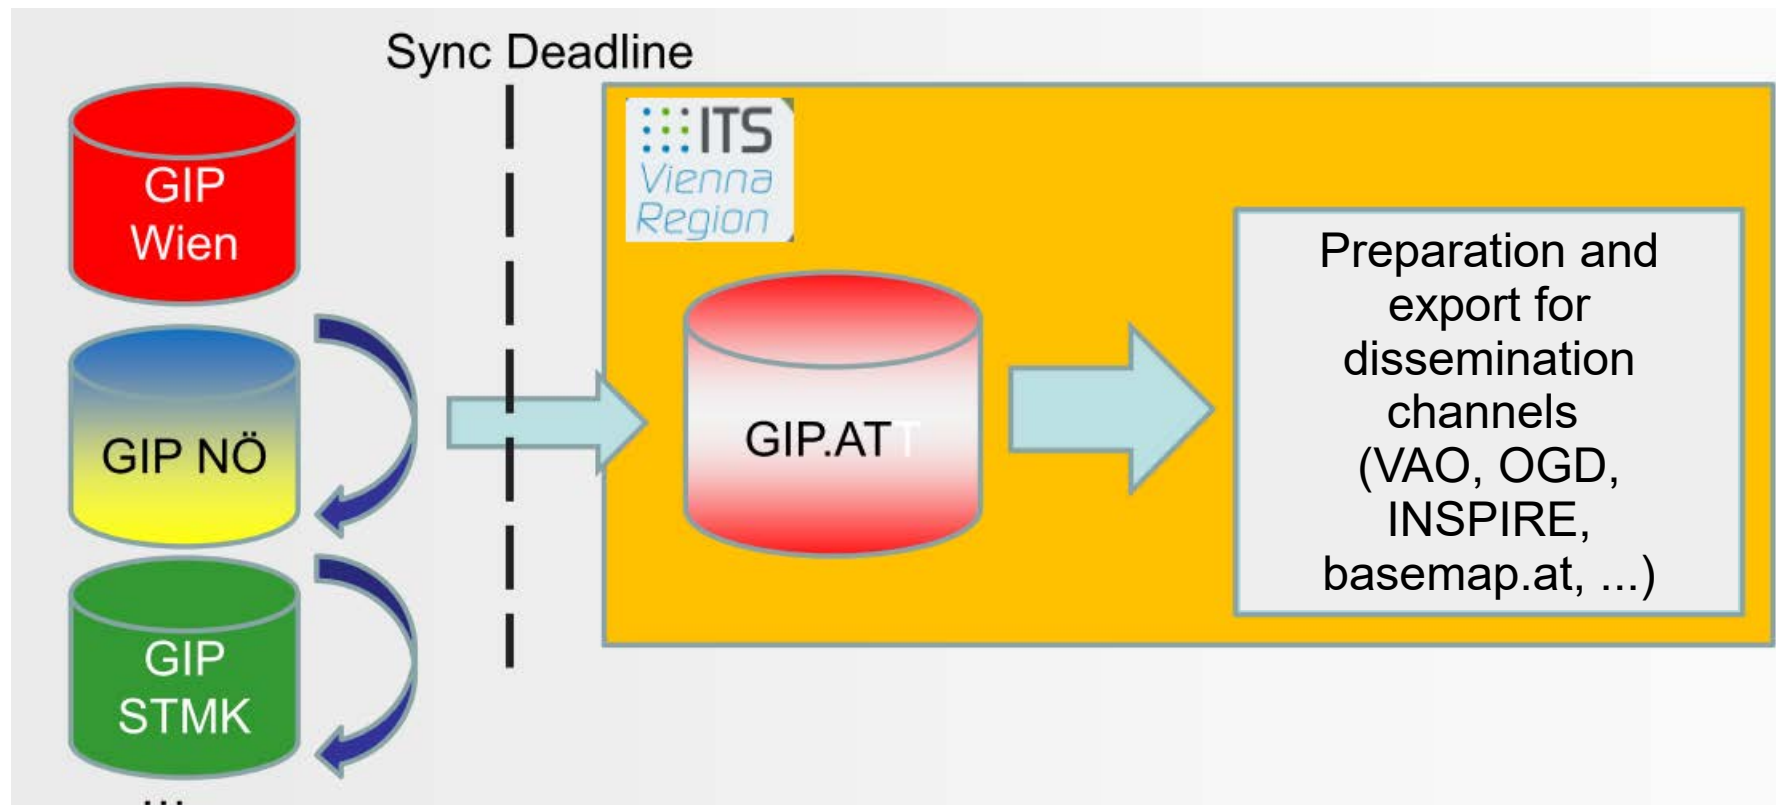 Sync Deadline
GIP
Wien
GIP NÖ
GIP
STMK
...
ITS
Vienna
Region
GIP.ATT
Preparation and
export for
dissemination
channels
(VAO, OGD,
INSPIRE,
basemap.at, ...)